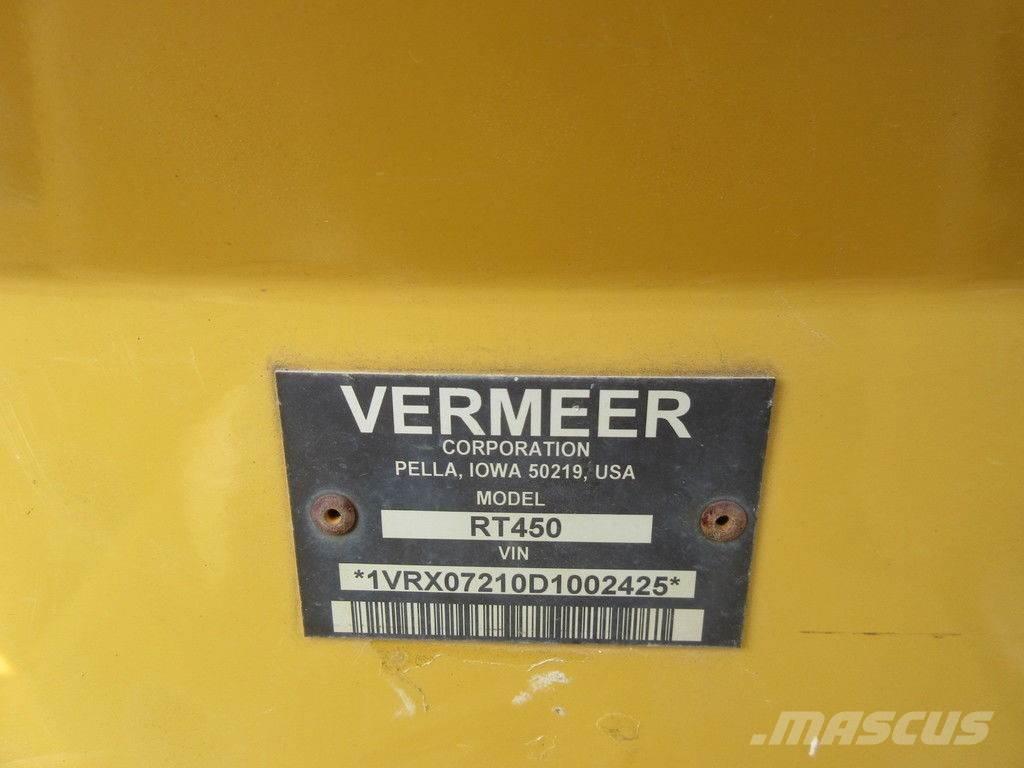 VERMEER
CORPORATION
PELLA, IOWA 50219, USA
MODEL
RT450
VIN
*1VRX07210D1002425*
.MASCUS